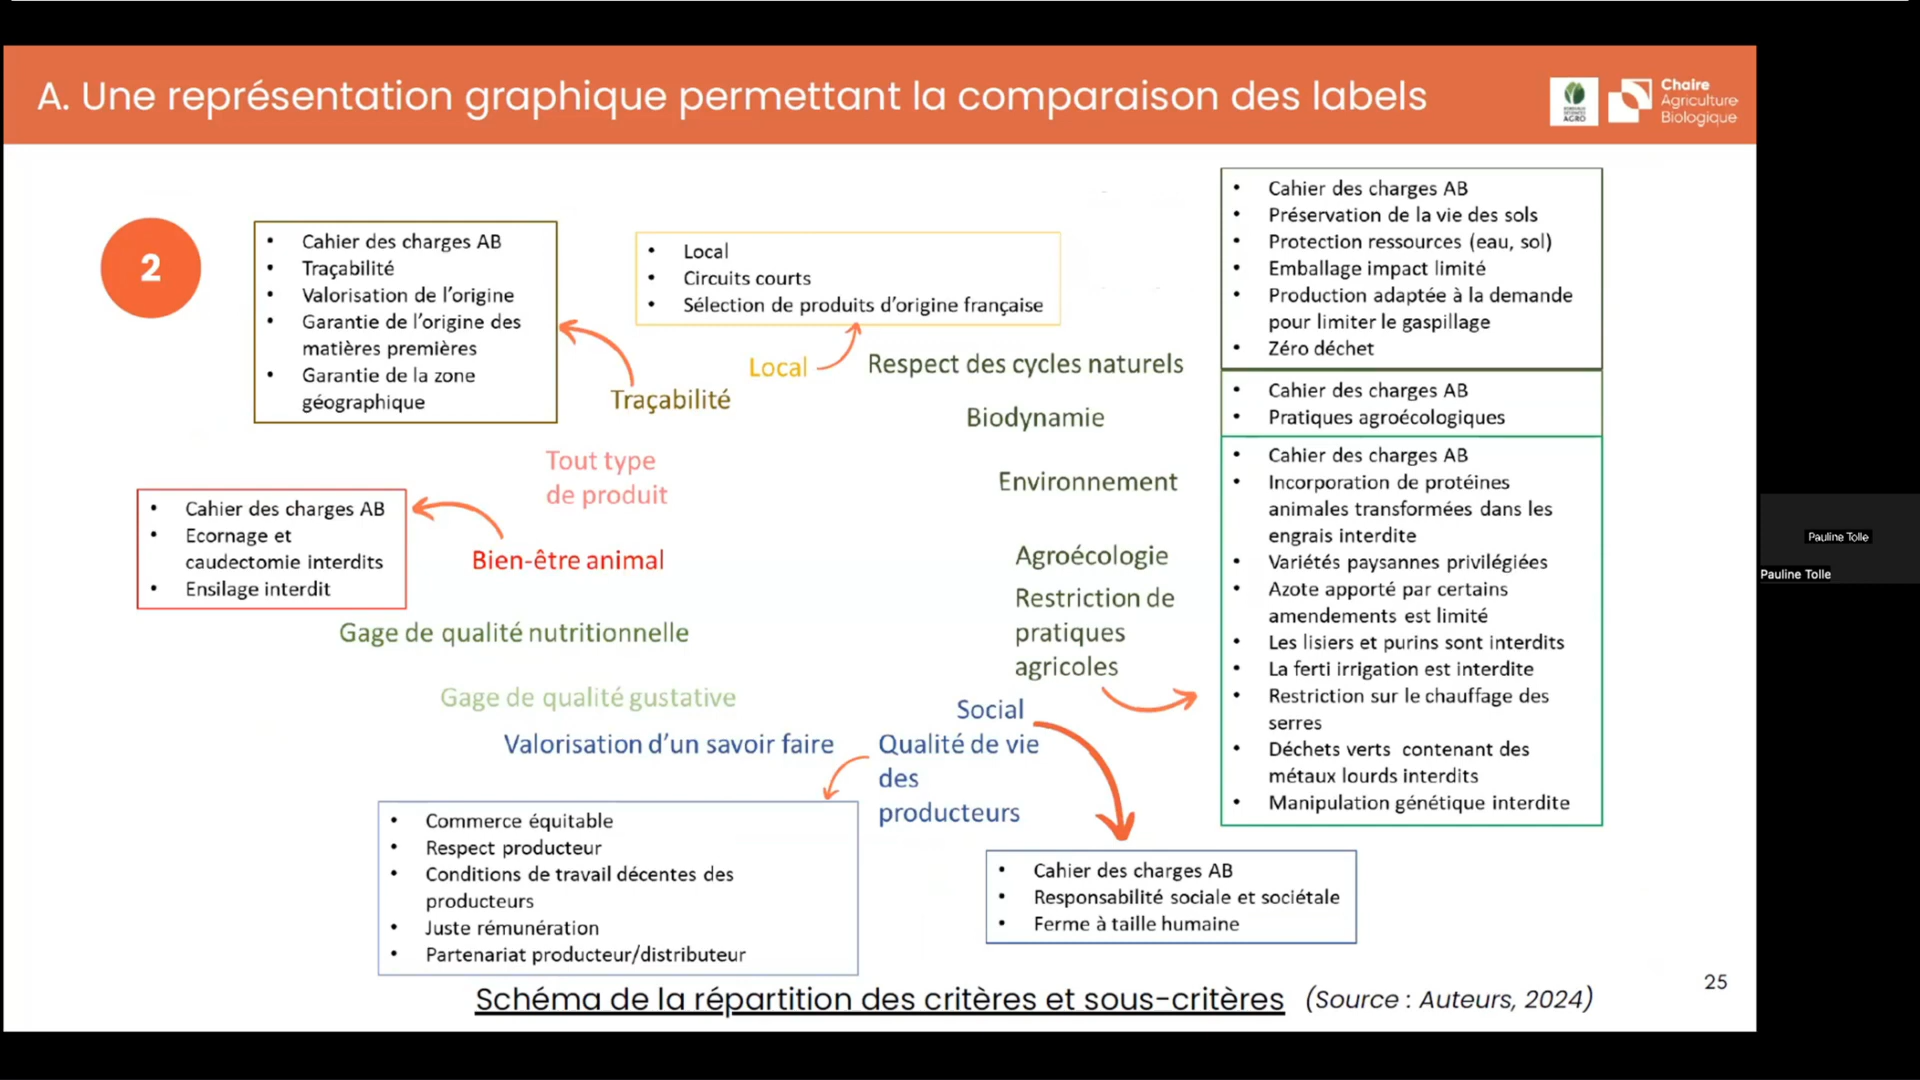 A. Une représentation graphique permettant la comparaison des labels
Chaire
Agriculture
Biologique
AGRO
2
• Cahier des charges AB
• Traçabilité
• Valorisation de l'origine
• Garantie de l'origine des
matières premières
• Garantie de la zone
géographique
• Local
• Circuits courts
• Sélection de produits d'origine française
• Cahier des charges AB
• Préservation de la vie des sols
• Protection ressources (eau, sol)
• Emballage impact limité
• Production adaptée à la demande
pour limiter le gaspillage
• Zéro déchet
• Cahier des charges AB
• Pratiques agroécologiques
• Cahier des charges AB
• Incorporation de protéines
animales transformées dans les
engrais interdite
• Variétés paysannes privilégiées
• Azote apporté par certains
amendements est limité
• Les lisiers et purins sont interdits
• La ferti irrigation est interdite
• Restriction sur le chauffage des
serres
• Déchets verts contenant des
métaux lourds interdits
• Manipulation génétique interdite
Local
Respect des cycles naturels
Traçabilité
Biodynamie
Tout type
de produit
Environnement
• Cahier des charges AB
• Ecornage et
caudectomie interdits
• Ensilage interdit
Bien-être animal
Agroécologie
Restriction de
pratiques
agricoles
Gage de qualité nutritionnelle
Gage de qualité gustative
Social
Valorisation d'un savoir faire
Qualité de vie
des
producteurs
• Commerce équitable
• Respect producteur
• Conditions de travail décentes des
producteurs
• Juste rémunération
• Partenariat producteur/distributeur
• Cahier des charges AB
• Responsabilité sociale et sociétale
• Ferme à taille humaine
Schéma de la répartition des critères et sous-critères (Source : Auteurs, 2024)
25
Pauline Tolle
Pauline Tolle